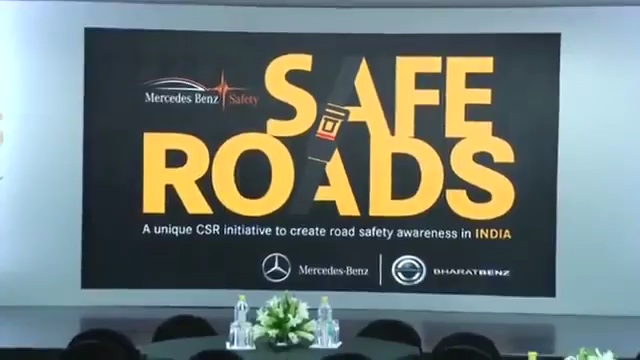 Mercedes Benz Safety
SAFE
ROADS
A unique CSR initiative to create road safety awareness in INDIA
Mercedes-Benz
BHARATBENZ